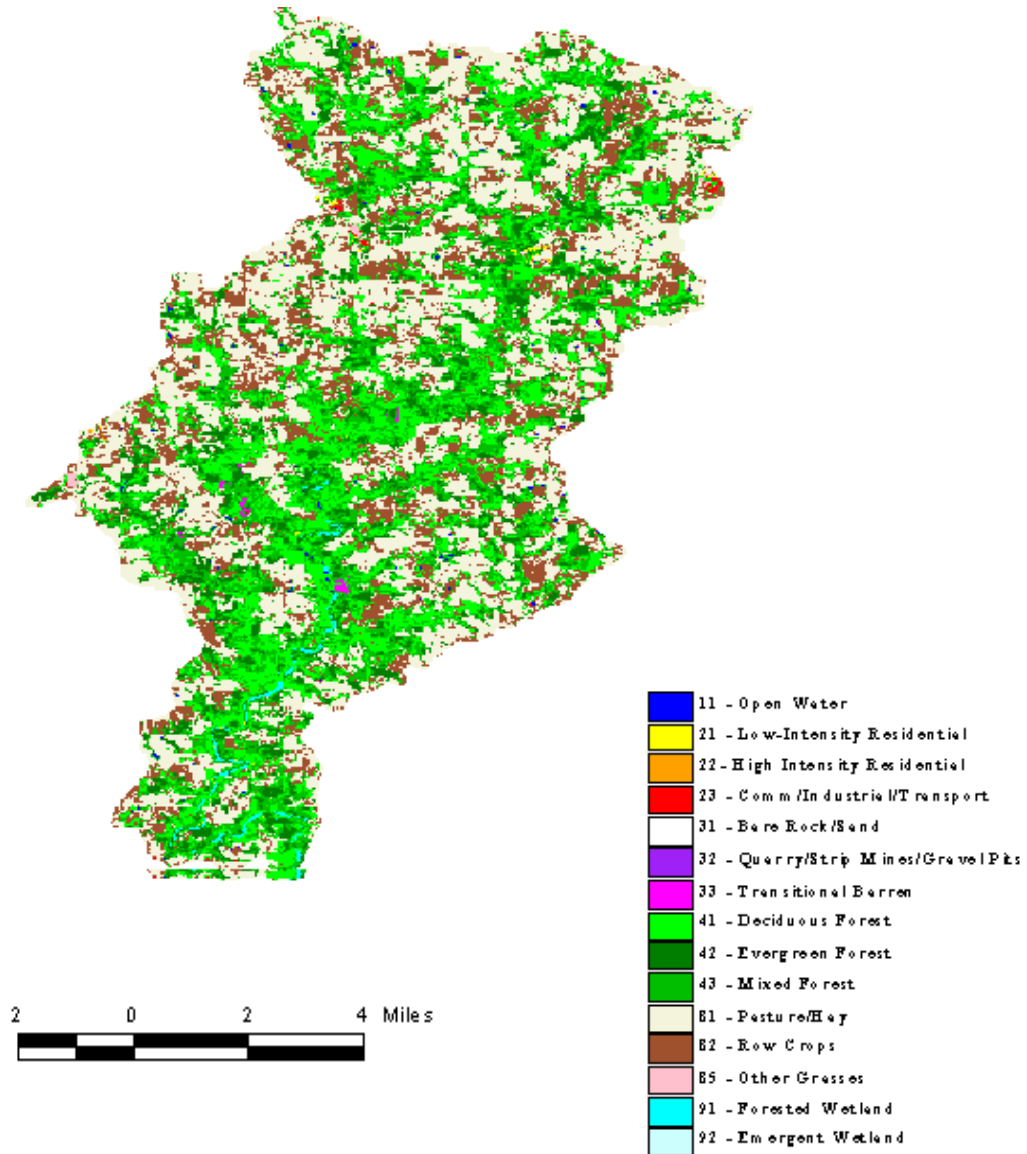 11 - Open Water
21 - Low-Intensity Residential
22 - High Intensity Residential
23 - Comm/Industrial/Transport
31 - Bare Rock/Sand
32 - Quarry/Strip Mines/Gravel Pits
33 - Transitional Barren
41 - Deciduous Forest
42 - Evergreen Forest
43 - Mixed Forest
81 - Pasture/Hay
82 - Row Crops
85 - Other Grasses
91 - Forested Wetland
92 - Emergent Wetland
2 0 2 4 Miles